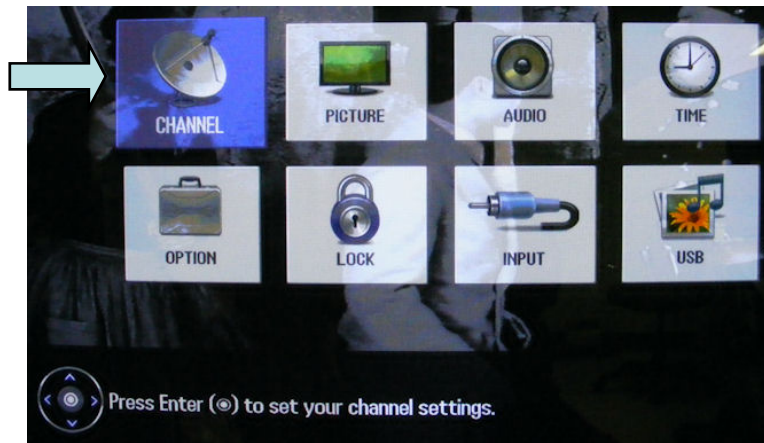 CHANNEL
PICTURE
AUDIO
TIME
OPTION
LOCK
INPUT
USB
Press Enter (◉) to set your channel settings.